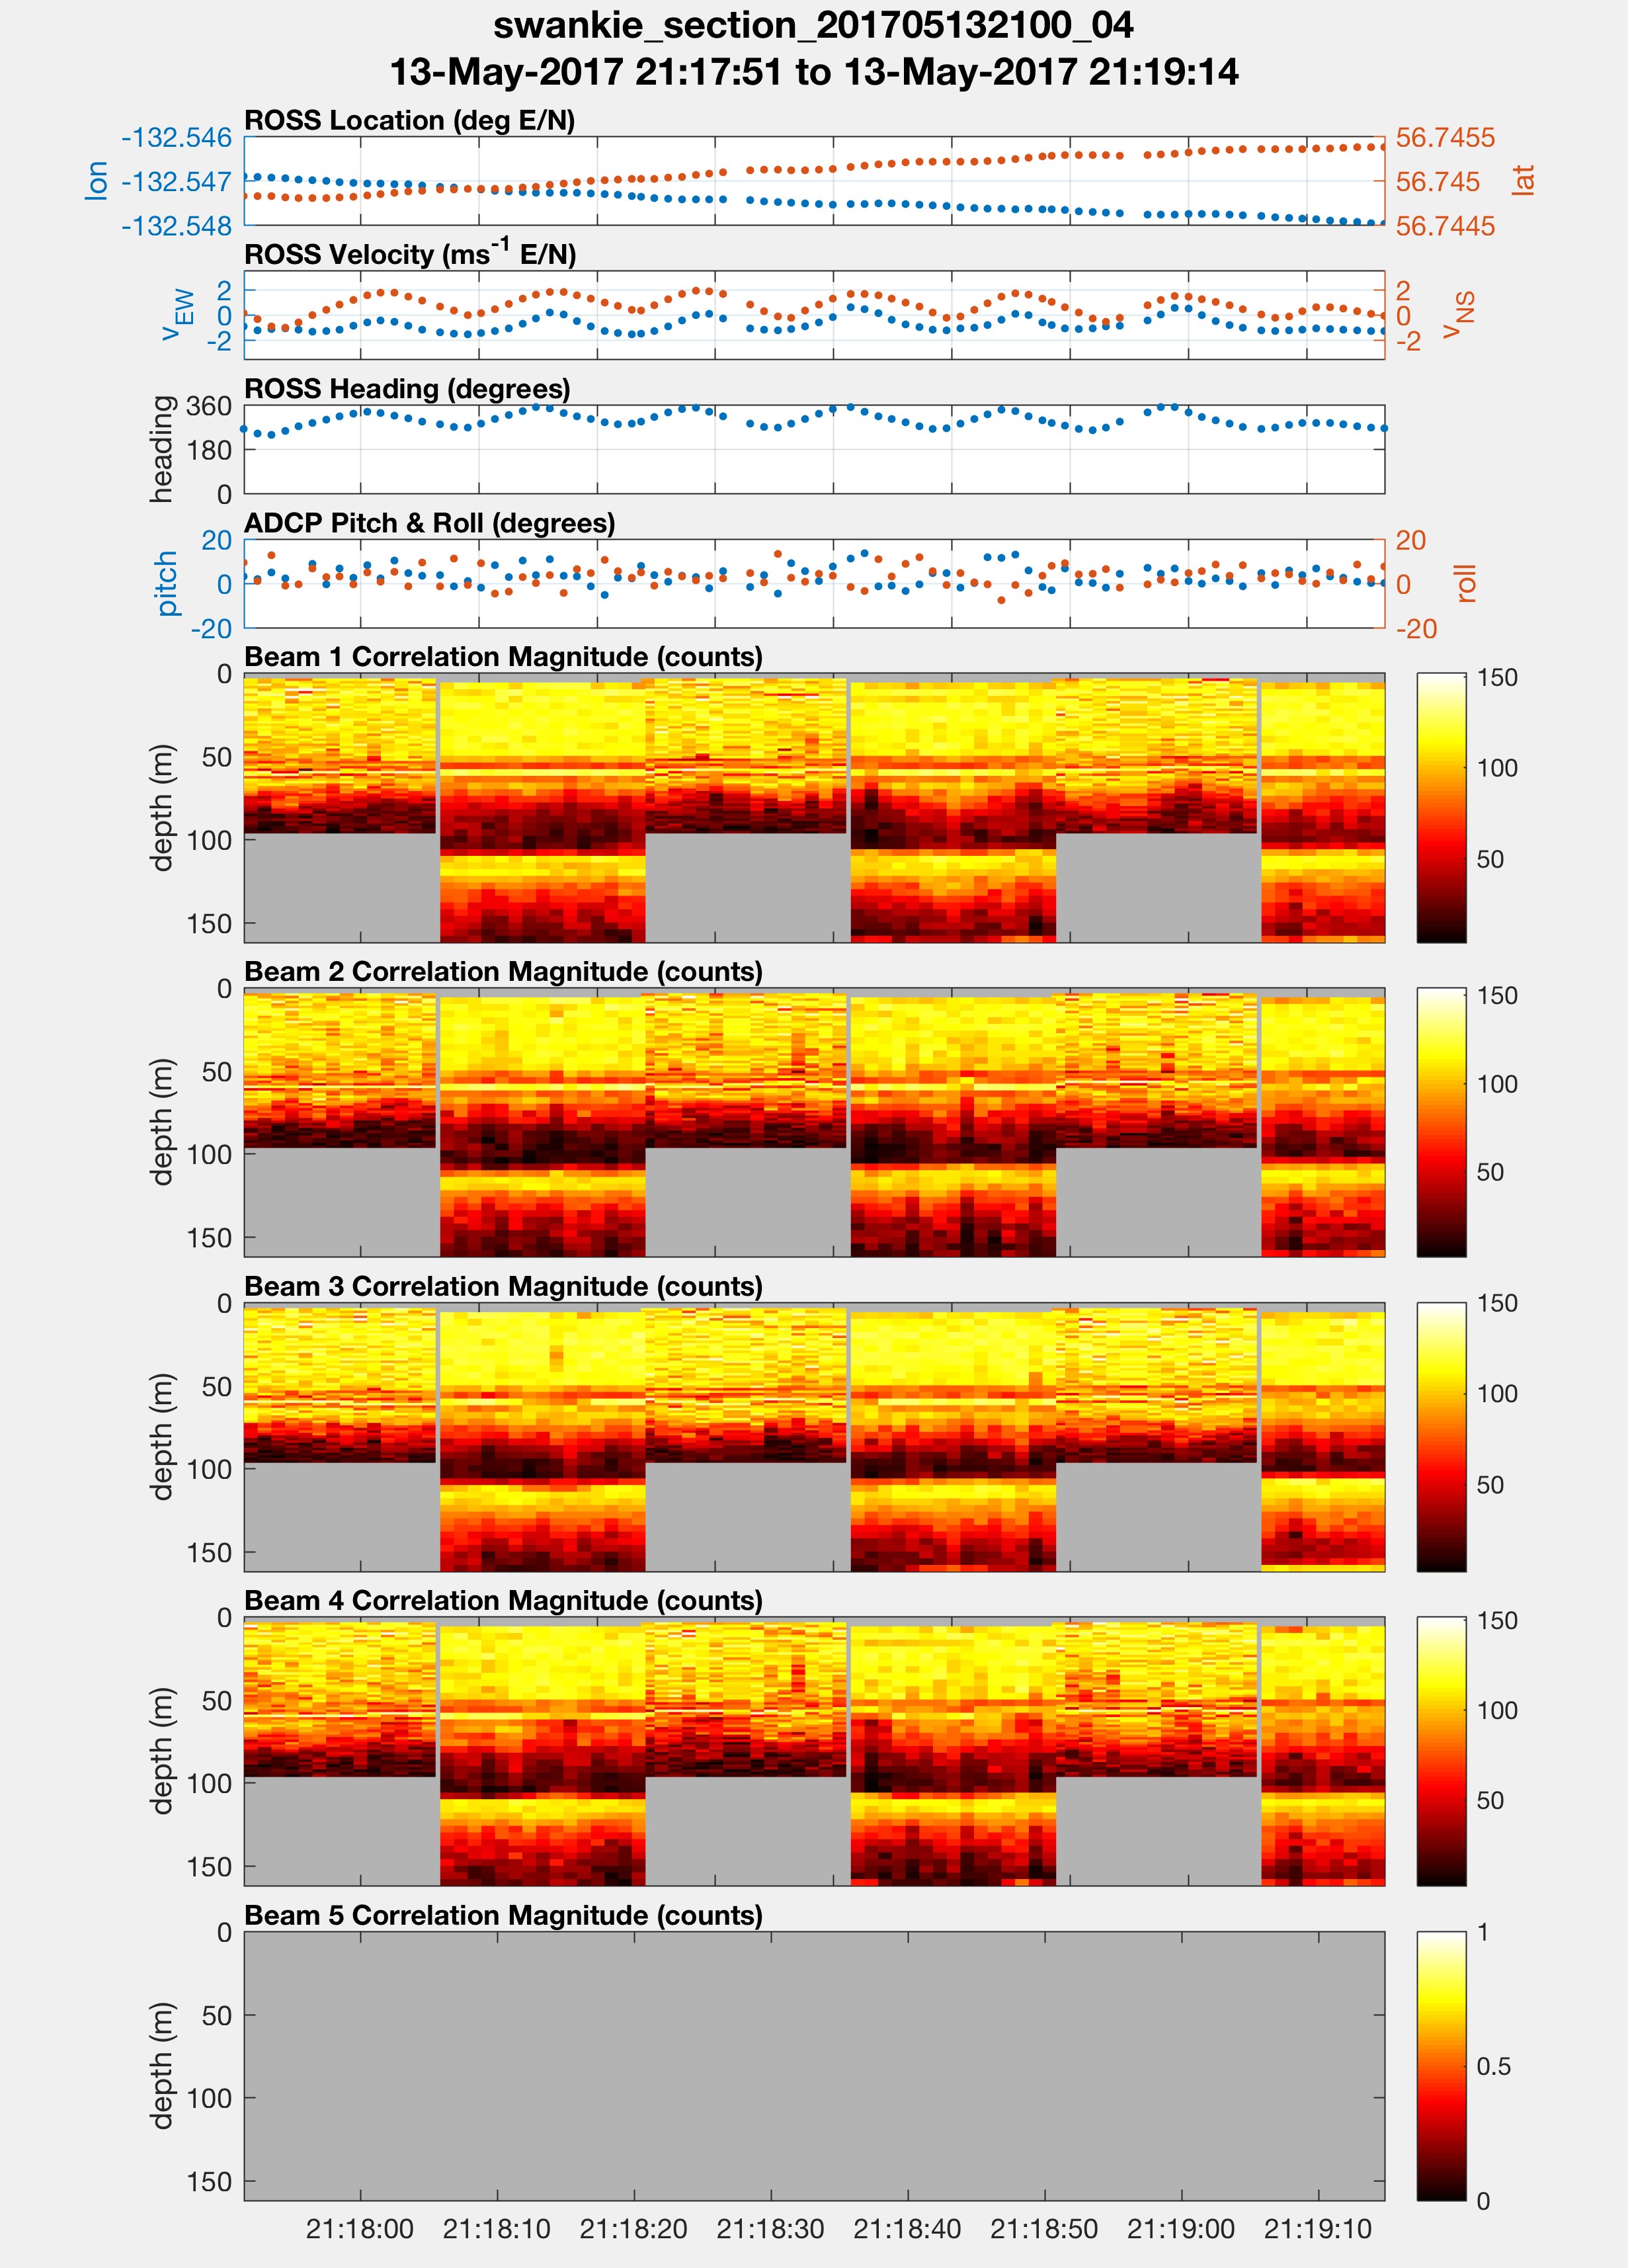 swankie_section_201705132100_04
13-May-2017 21:17:51 to 13-May-2017 21:19:14
ROSS Location (deg E/N)
-132.546
-132.547
-132.548
lon
56.7455
56.745
56.7445
lat
ROSS Velocity (ms-1 E/N)
2
0
-2
vEW
2
0
-2
vNS
ROSS Heading (degrees)
360
180
0
heading
ADCP Pitch & Roll (degrees)
20
0
-20
pitch
20
0
-20
roll
Beam 1 Correlation Magnitude (counts)
0
50
100
150
depth (m)
150
100
50
Beam 2 Correlation Magnitude (counts)
0
50
100
150
depth (m)
150
100
50
Beam 3 Correlation Magnitude (counts)
0
50
100
150
depth (m)
150
100
50
Beam 4 Correlation Magnitude (counts)
0
50
100
150
depth (m)
150
100
50
Beam 5 Correlation Magnitude (counts)
0
50
100
150
depth (m)
1
0.5
0
21:18:00 21:18:10 21:18:20 21:18:30 21:18:40 21:18:50 21:19:00 21:19:10